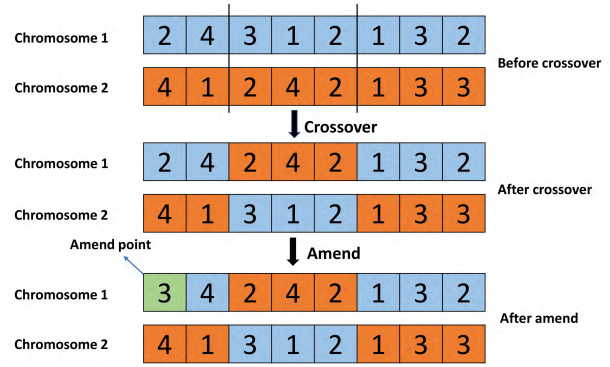 Chromosome 1 2 4 3 1 2 1 3 2
Before crossover
Chromosome 2 4 1 2 4 2 1 3 3
Crossover
Chromosome 1 2 4 2 4 2 1 3 2
After crossover
Chromosome 2 4 1 3 1 2 1 3 3
Amend point
Amend
Chromosome 1 3 4 2 4 2 1 3 2
After amend
Chromosome 2 4 1 3 1 2 1 3 3